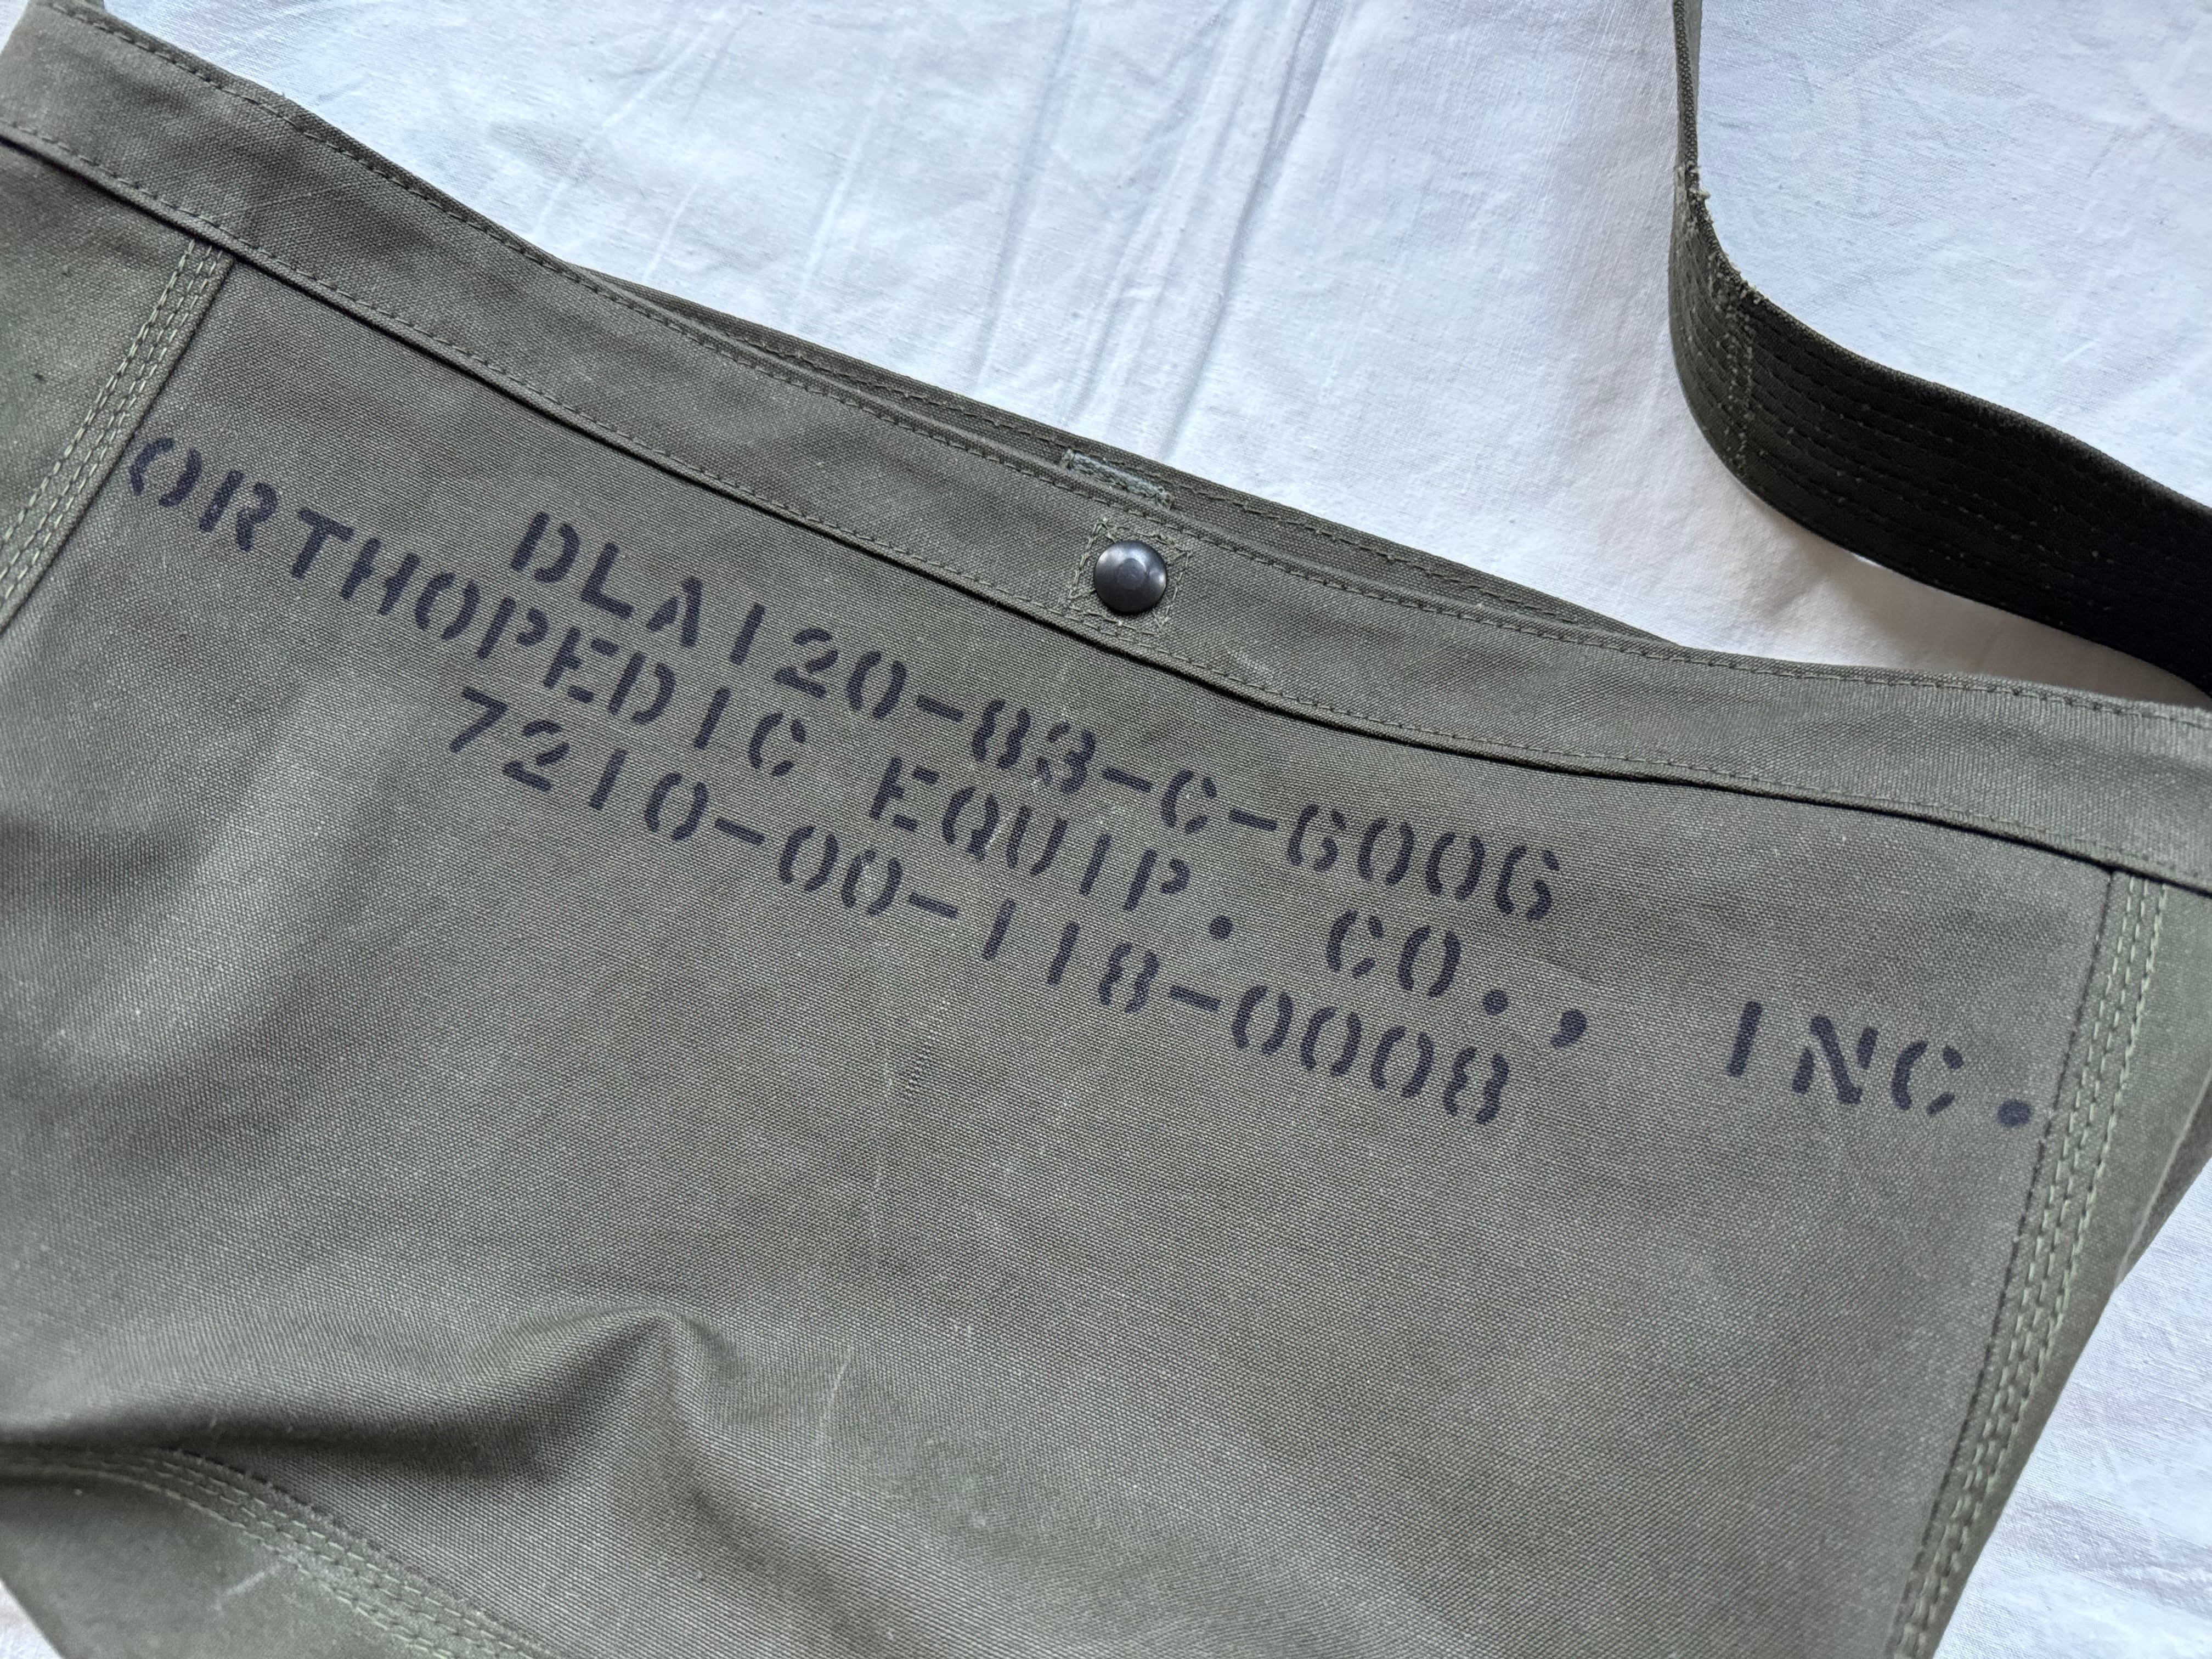 DLA120-83-C-6006
ORTHOPEDIC EQUIP. CO., INC.
7210-00-118-0008